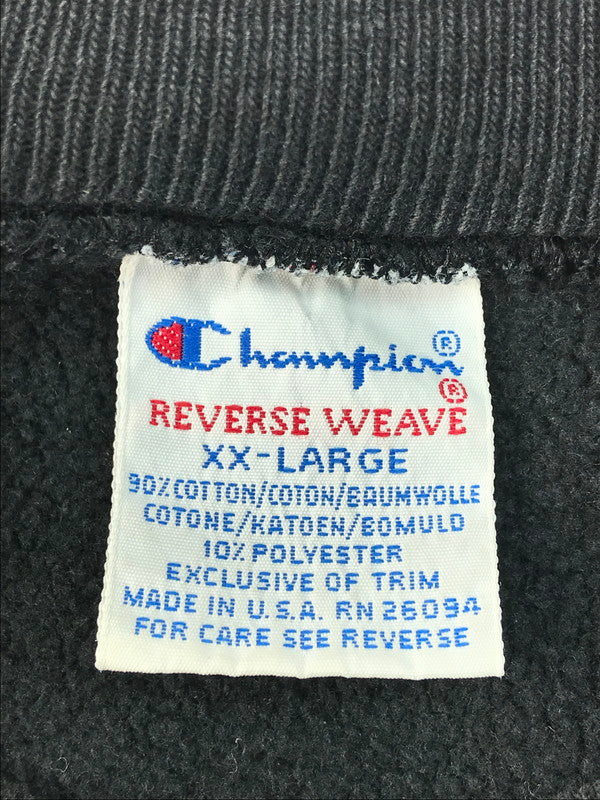 Champion®
REVERSE WEAVE®
XX-LARGE
90% COTTON/COTON/BAUMWOLLE
COTONE/KATOEN/BOMULD
10% POLYESTER
EXCLUSIVE OF TRIM
MADE IN U.S.A. RN 26094
FOR CARE SEE REVERSE